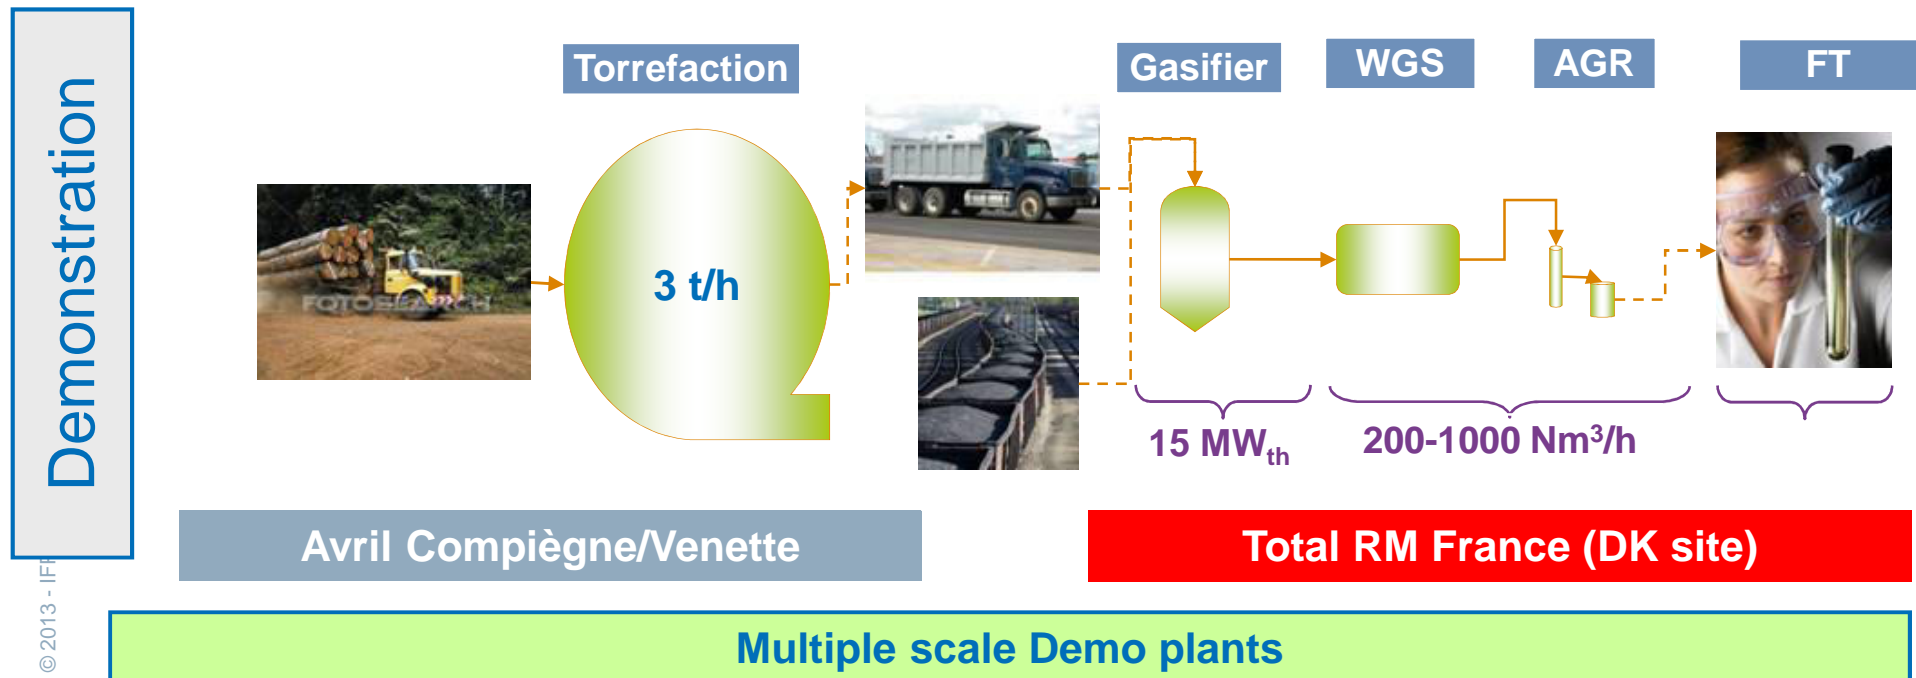 Demonstration
Torrefaction
Gasifier
WGS
AGR
FT
3 t/h
FOTOSEARCH
15 MWth
200-1000 Nm³/h
Avril Compiègne/Venette
Total RM France (DK site)
© 2013 - IFP
Multiple scale Demo plants